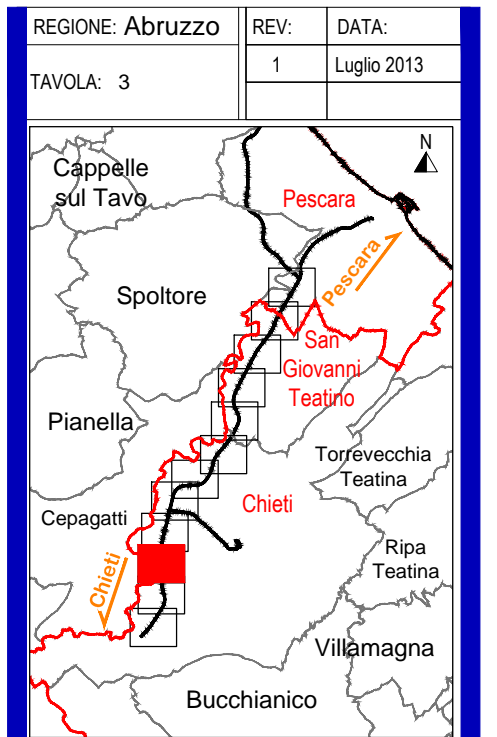 REGIONE: Abruzzo
REV:
DATA:
TAVOLA: 3
1
Luglio 2013
N
Cappelle
sul Tavo
Pescara
Pescara
Spoltore
San
Giovanni
Teatino
Pianella
Torrevecchia
Teatina
Chieti
Cepagatti
Ripa
Teatina
Chieti
Villamagna
Bucchianico